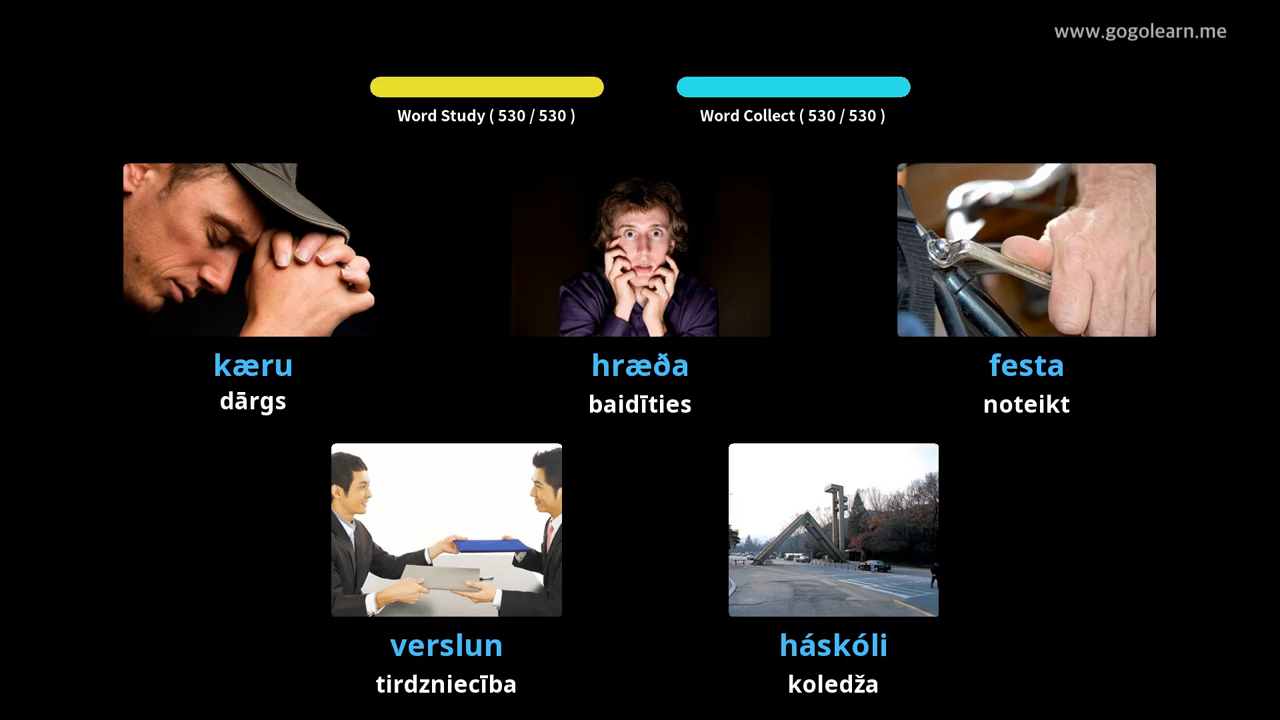 www.gogolearn.me
Word Study ( 530 / 530 )
Word Collect ( 530 / 530 )
kæru
dārgs
hræða
baidīties
festa
noteikt
verslun
tirdzniecība
háskóli
koledža